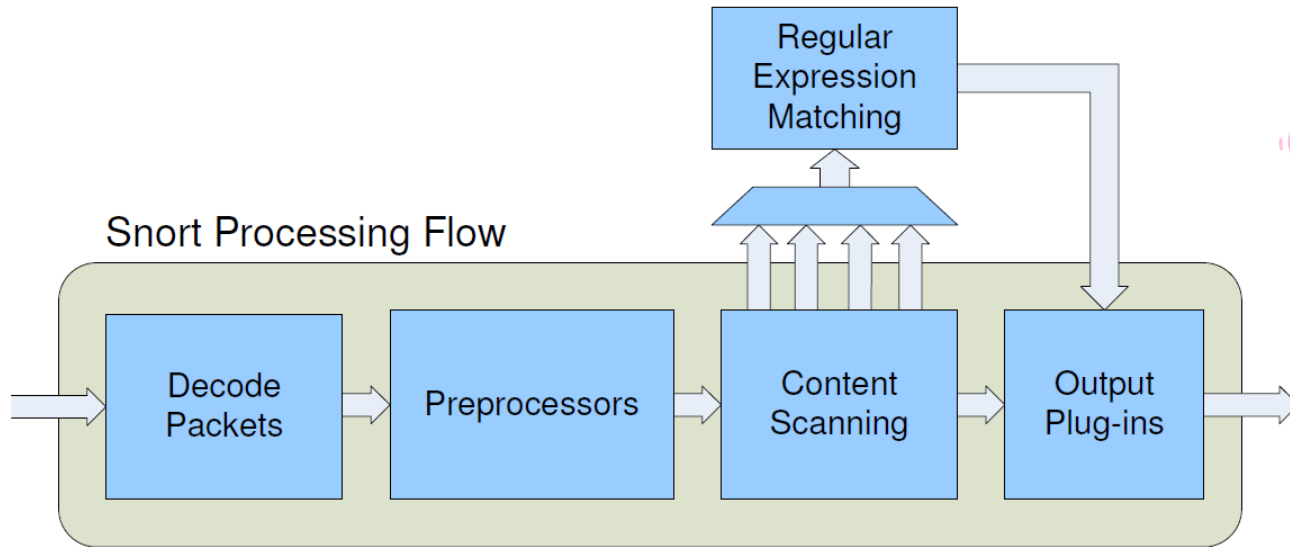 Regular
Expression
Matching
Snort Processing Flow
Decode
Packets
Preprocessors
Content
Scanning
Output
Plug-ins